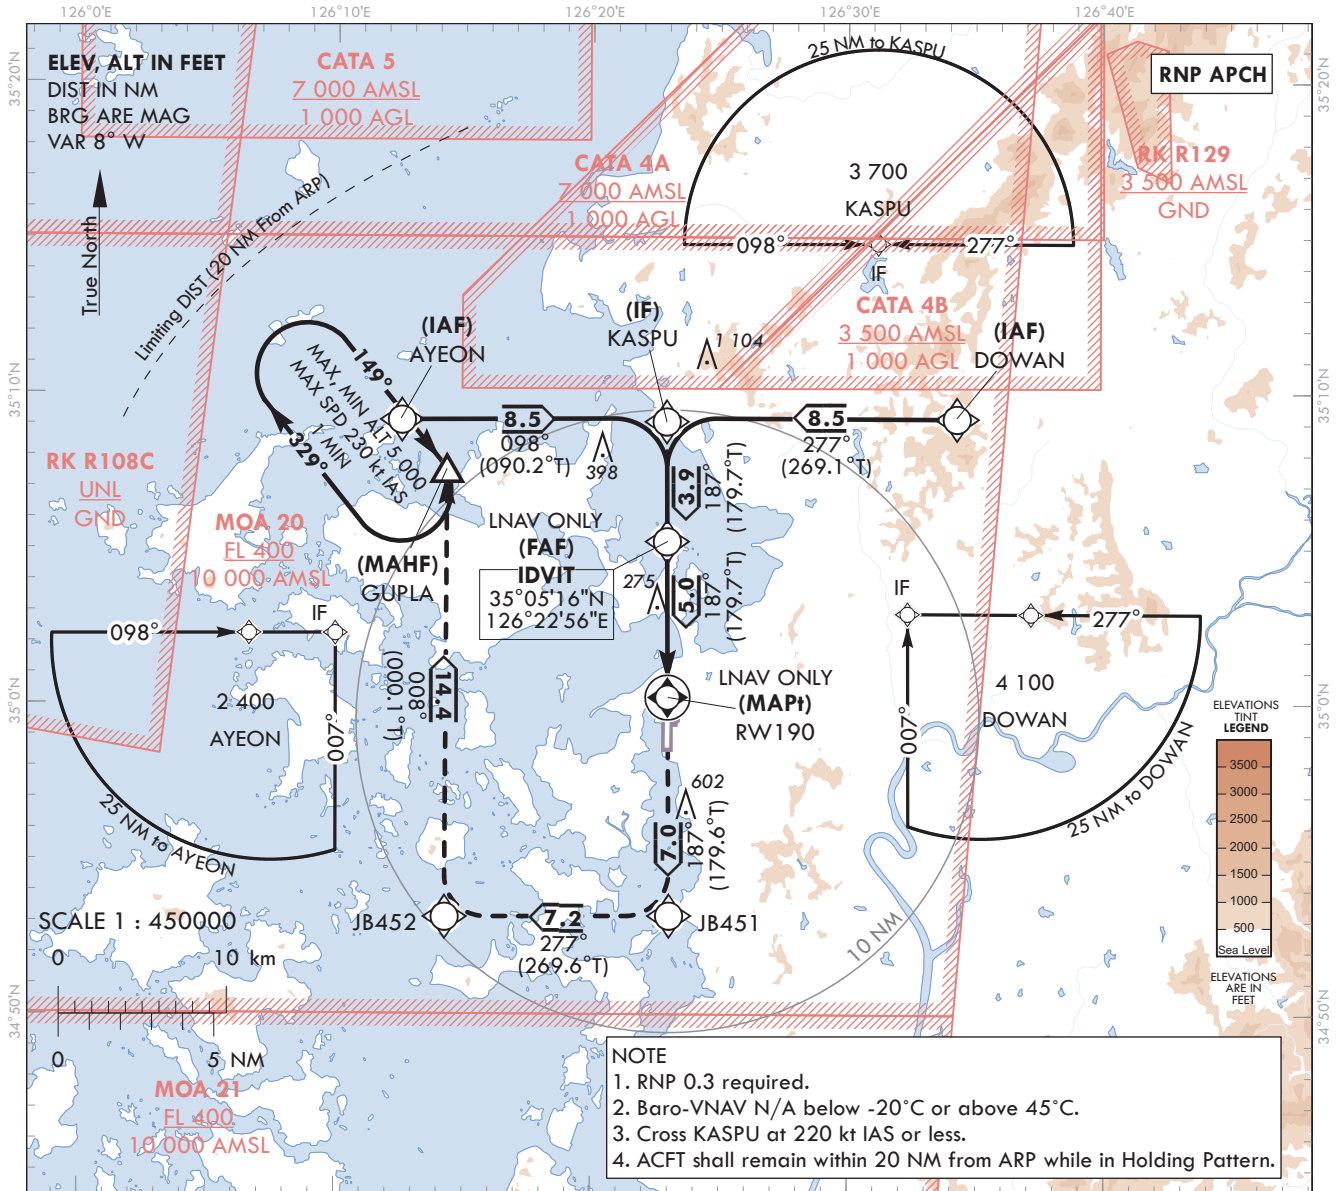 126°0'E
126°10'E
126°20'E
126°30'E
126°40'E
35°20'N
35°20'N
35°10'N
35°10'N
35°0'N
35°0'N
34°50'N
34°50'N
ELEV, ALT IN FEET
DIST IN NM
BRG ARE MAG
VAR 8° W
True North
RNP APCH
CATA 5
7 000 AMSL
1 000 AGL
CATA 4A
7 000 AMSL
1 000 AGL
RK R129
3 500 AMSL
GND
CATA 4B
3 500 AMSL
1 000 AGL
25 NM to KASPU
3 700
KASPU
098°
277°
IF
Limiting DIST (20 NM From ARP)
(IAF)
AYEON
(IF)
KASPU
1 104
(IAF)
DOWAN
149°
MAX, MIN ALT 5 000
MAX SPD 230 kt IAS
1 MIN
329°
8.5
098°
(090.2°T)
398
8.5
277°
(269.1°T)
3.9
187°
(179.7°T)
RK R108C
UNL
GND
MOA 20
FL 400
10 000 AMSL
(MAHF)
GUPLA
LNAV ONLY
(FAF)
IDVIT
35°05'16"N
126°22'56"E
275
5.0
187°
(179.7°T)
098°
IF
2 400
AYEON
007°
25 NM to AYEON
14.4
008°
(000.1°T)
LNAV ONLY
(MAPt)
RW190
IF
277°
4 100
DOWAN
007°
25 NM to DOWAN
602
7.0
187°
(179.6°T)
JB452
7.2
277°
(269.6°T)
JB451
10 NM
ELEVATIONS
TINT
LEGEND
3500
3000
2500
2000
1500
1000
500
Sea Level
ELEVATIONS
ARE IN
FEET
SCALE 1 : 450000
0 10 km
0 5 NM
MOA 21
FL 400
10 000 AMSL
NOTE
1. RNP 0.3 required.
2. Baro-VNAV N/A below -20°C or above 45°C.
3. Cross KASPU at 220 kt IAS or less.
4. ACFT shall remain within 20 NM from ARP while in Holding Pattern.